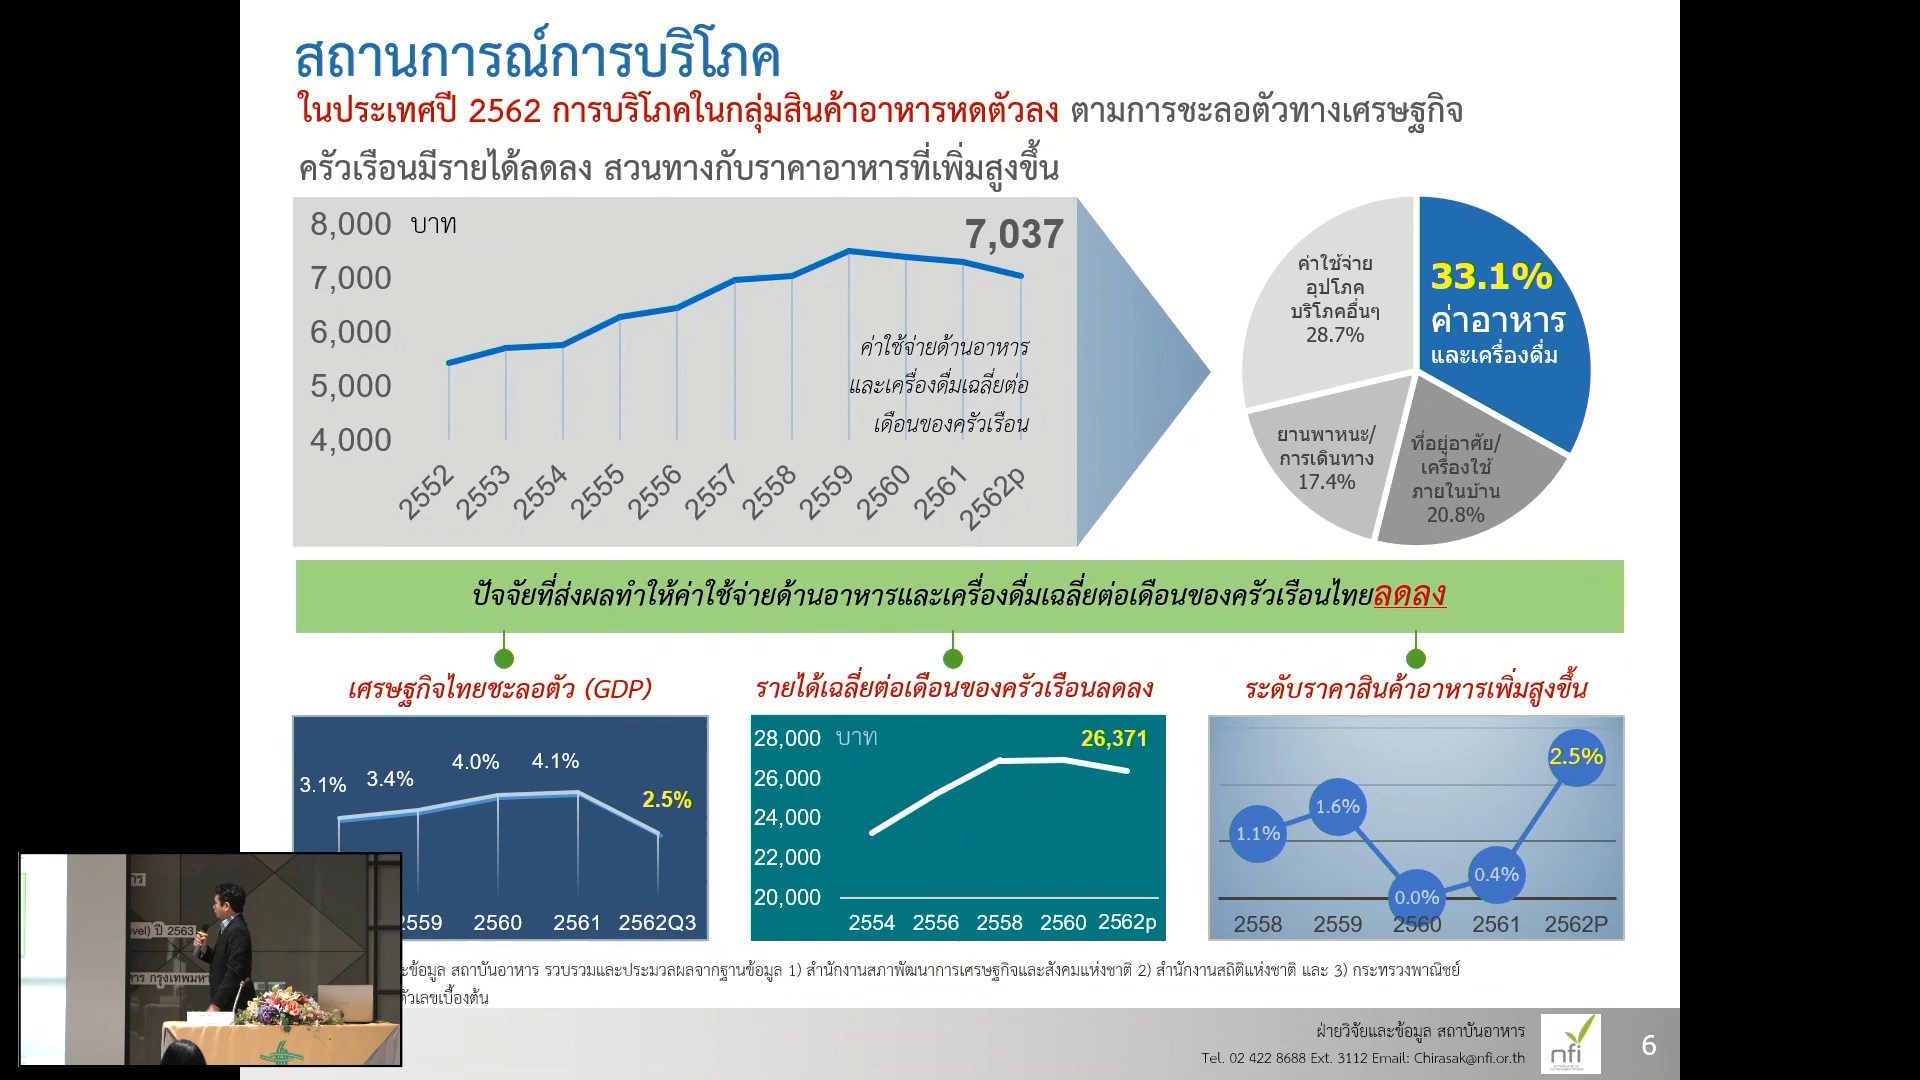 สถานการณ์การบริโภค
ในประเทศปี 2562 การบริโภคในกลุ่มสินค้าอาหารหดตัวลง ตามการชะลอตัวทางเศรษฐกิจ
ครัวเรือนมีรายได้ลดลง สวนทางกับราคาอาหารที่เพิ่มสูงขึ้น
8,000 บาท
7,037
7,000
6,000
5,000
4,000
ค่าใช้จ่ายด้านอาหาร
และเครื่องดื่มเฉลี่ยต่อ
เดือนของครัวเรือน
2552 2553 2554 2555 2556 2557 2558 2559 2560 2561 2562p
33.1%
ค่าอาหาร
และเครื่องดื่ม
ค่าใช้จ่าย
อุปโภค
บริโภคอื่นๆ
28.7%
ยานพาหนะ/
การเดินทาง
17.4%
ที่อยู่อาศัย/
เครื่องใช้
ภายในบ้าน
20.8%
ปัจจัยที่ส่งผลทำให้ค่าใช้จ่ายด้านอาหารและเครื่องดื่มเฉลี่ยต่อเดือนของครัวเรือนไทยลดลง
เศรษฐกิจไทยชะลอตัว (GDP)
3.1% 3.4% 4.0% 4.1% 2.5%
2559 2560 2561 2562Q3
รายได้เฉลี่ยต่อเดือนของครัวเรือนลดลง
28,000 บาท 26,371
26,000
24,000
22,000
20,000
2554 2556 2558 2560 2562p
ระดับราคาสินค้าอาหารเพิ่มสูงขึ้น
1.1% 1.6% 0.0% 0.4% 2.5%
2558 2559 2560 2561 2562P
ะข้อมูล สถาบันอาหาร รวบรวมและประมวลผลจากฐานข้อมูล 1) สำนักงานสภาพัฒนาการเศรษฐกิจและสังคมแห่งชาติ 2) สำนักงานสถิติแห่งชาติ และ 3) กระทรวงพาณิชย์
ตัวเลขเบื้องต้น
ovel) ปี 2563
หาร กรุงเทพมหา
ฝ่ายวิจัยและข้อมูล สถาบันอาหาร
Tel. 02 422 8688 Ext. 3112 Email: Chirasak@nfi.or.th
nfi
6